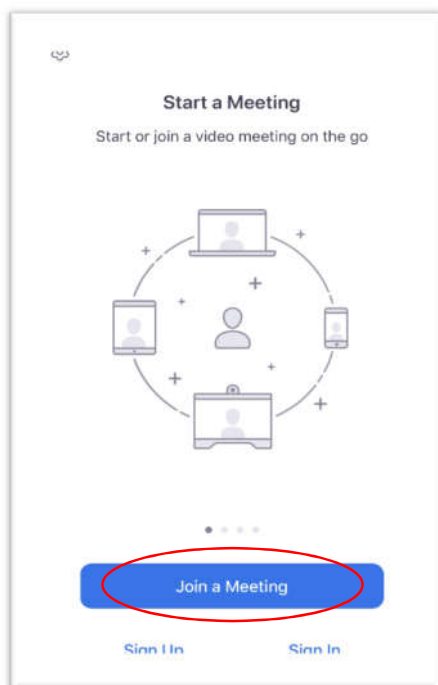 Start a Meeting
Start or join a video meeting on the go
Join a Meeting
Sign Up Sign In